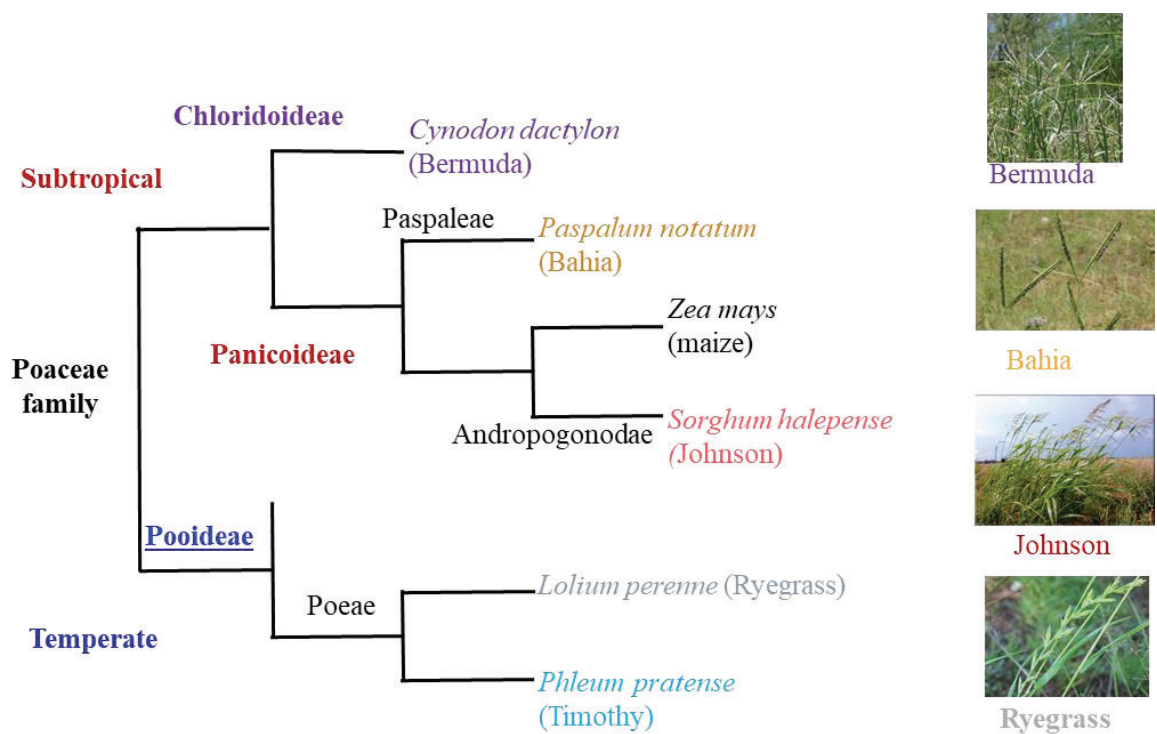 Chloridoideae
Cynodon dactylon
(Bermuda)
Subtropical
Paspaleae
Paspalum notatum
(Bahia)
Zea mays
(maize)
Panicoideae
Poaceae
family
Andropogonodae
Sorghum halepense
(Johnson)
Pooideae
Poeae
Lolium perenne (Ryegrass)
Temperate
Phleum pratense
(Timothy)
Bermuda
Bahia
Johnson
Ryegrass